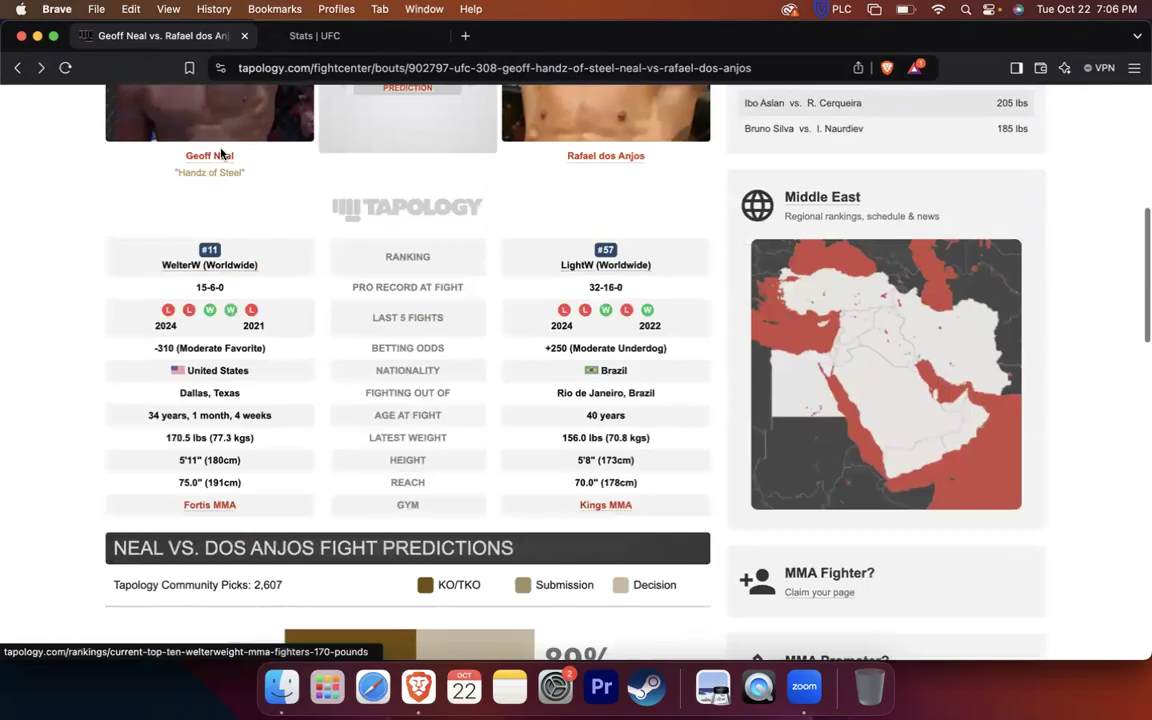 Brave File Edit View History Bookmarks Profiles Tab Window Help PLC Tue Oct 22 7:06 PM
Geoff Neal vs. Rafael dos Anj Stats | UFC
tapology.com/fightcenter/bouts/902797-ufc-308-geoff-handz-of-steel-neal-vs-rafael-dos-anjos 1 VPN
PREDICTION
Geoff Neal Rafael dos Anjos
"Handz of Steel"
TAPOLOGY
#11 RANKING #57
WelterW (Worldwide) LightW (Worldwide)
15-6-0 PRO RECORD AT FIGHT 32-16-0
L L W W L LAST 5 FIGHTS L L W L W
2024 2021 2024 2022
-310 (Moderate Favorite) BETTING ODDS +250 (Moderate Underdog)
United States NATIONALITY Brazil
Dallas, Texas FIGHTING OUT OF Rio de Janeiro, Brazil
34 years, 1 month, 4 weeks AGE AT FIGHT 40 years
170.5 lbs (77.3 kgs) LATEST WEIGHT 156.0 lbs (70.8 kgs)
5'11" (180cm) HEIGHT 5'8" (173cm)
75.0" (191cm) REACH 70.0" (178cm)
Fortis MMA GYM Kings MMA
NEAL VS. DOS ANJOS FIGHT PREDICTIONS
Tapology Community Picks: 2,607 KO/TKO Submission Decision
89%
Ibo Aslan vs. R. Cerqueira 205 lbs
Bruno Silva vs. I. Naurdiev 185 lbs
Middle East
Regional rankings, schedule & news
MMA Fighter?
Claim your page
MMA Promoter?
tapology.com/rankings/current-top-ten-welterweight-mma-fighters-170-pounds
OCT
22
2
Pr
zoom